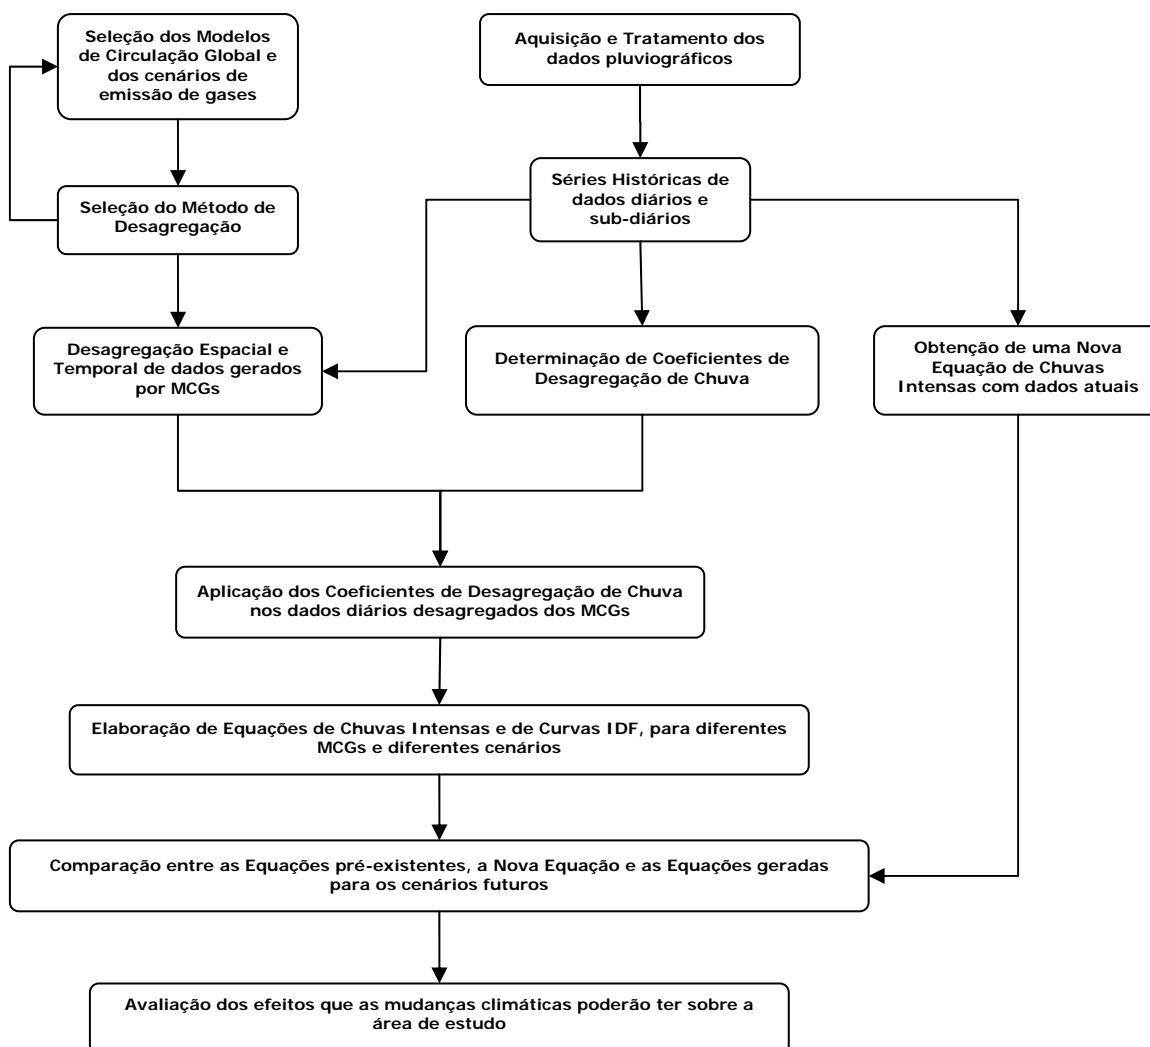 Seleção dos Modelos
de Circulação Global e
dos cenários de
emissão de gases
Aquisição e Tratamento dos
dados pluviográficos
Seleção do Método de
Desagregação
Séries Históricas de
dados diários e
sub-diários
Desagregação Espacial e
Temporal de dados gerados
por MCGs
Determinação de Coeficientes de
Desagregação de Chuva
Obtenção de uma Nova
Equação de Chuvas
Intensas com dados atuais
Aplicação dos Coeficientes de Desagregação de Chuva
nos dados diários desagregados dos MCGs
Elaboração de Equações de Chuvas Intensas e de Curvas IDF, para diferentes
MCGs e diferentes cenários
Comparação entre as Equações pré-existentes, a Nova Equação e as Equações geradas
para os cenários futuros
Avaliação dos efeitos que as mudanças climáticas poderão ter sobre a
área de estudo